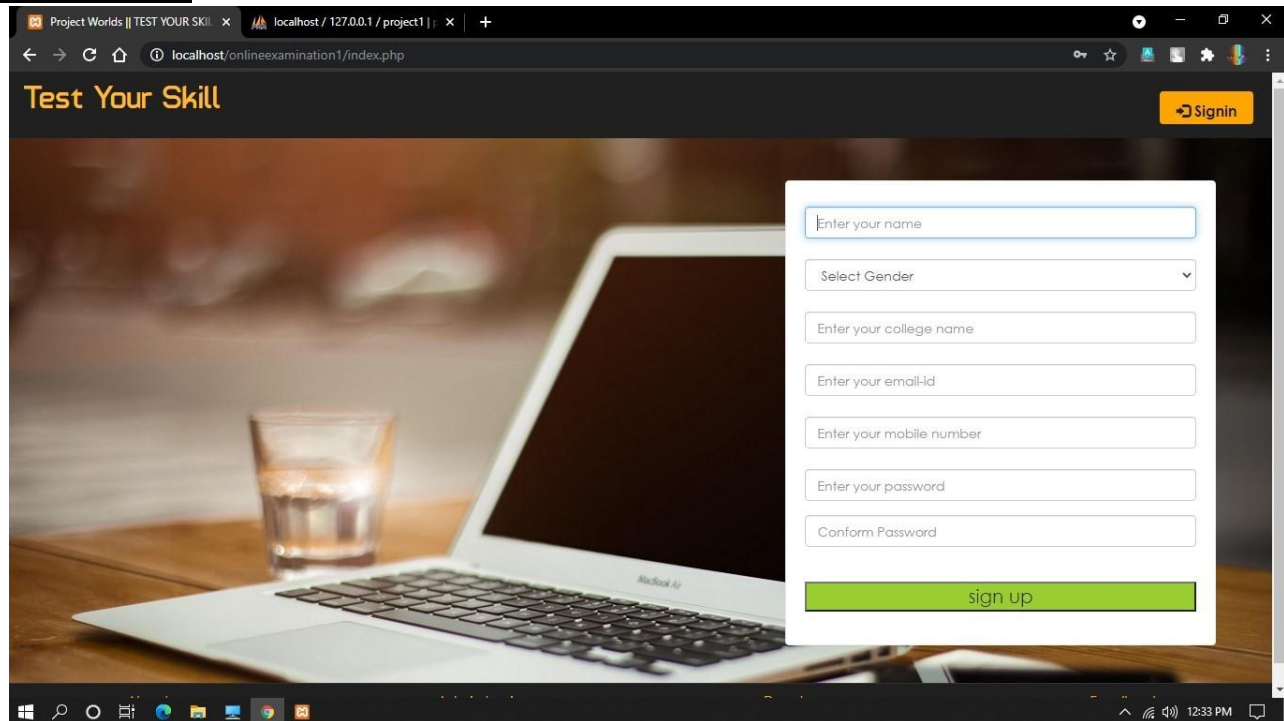 Project Worlds || TEST YOUR SKIL
localhost / 127.0.0.1 / project1 |
localhost/onlineexamination1/index.php
Test Your Skill
Signin
Enter your name
Select Gender
Enter your college name
Enter your email-id
Enter your mobile number
Enter your password
Conform Password
sign up
MacBook Air
12:33 PM